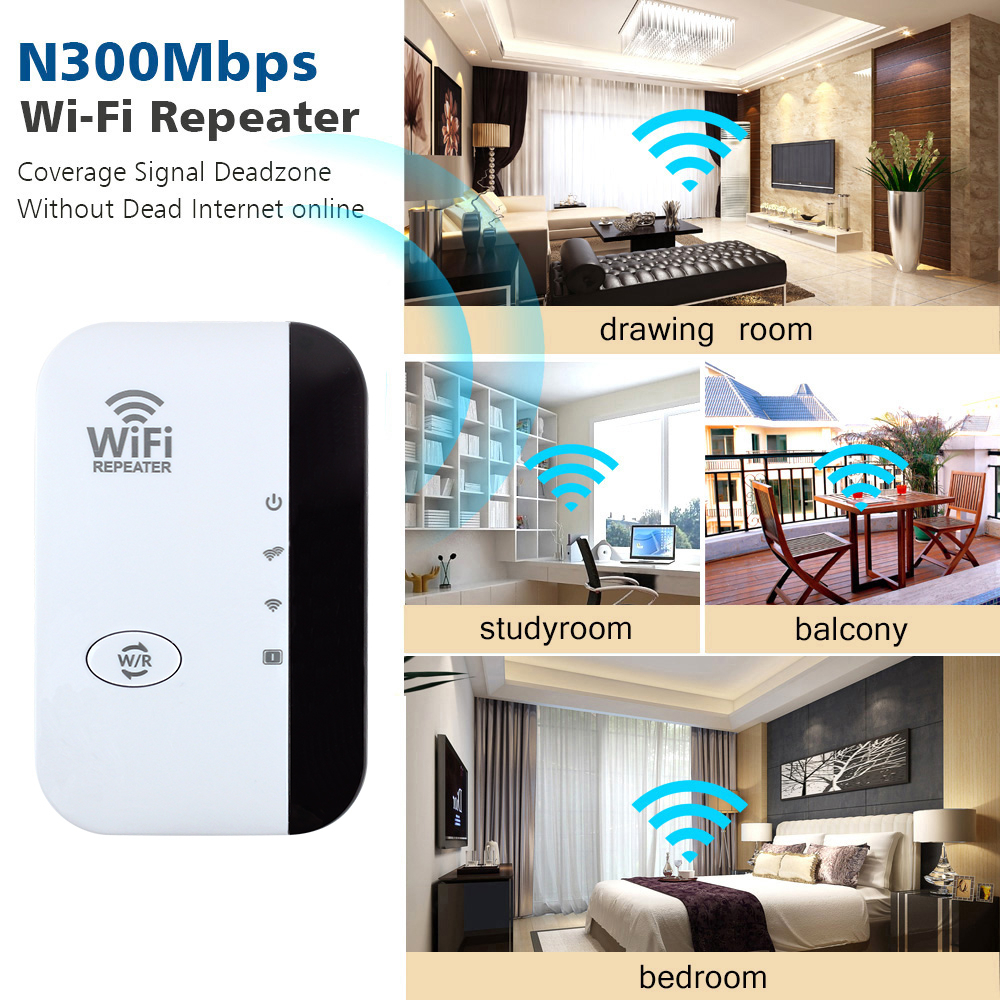 N300Mbps
Wi-Fi Repeater
Coverage Signal Deadzone
Without Dead Internet online
WiFi
REPEATER
W/R
drawing room
studyroom
balcony
bedroom